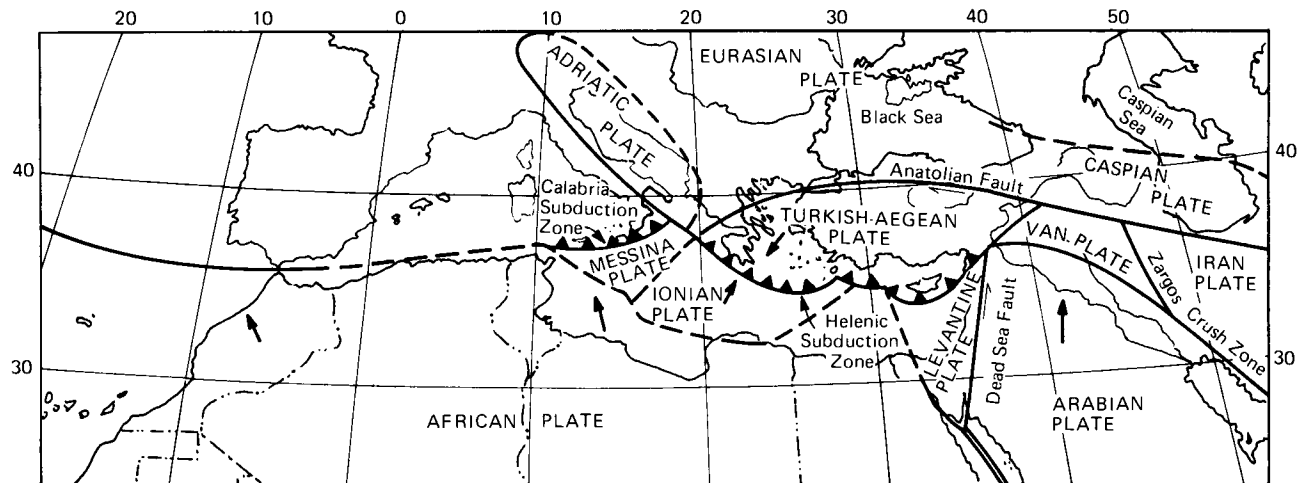 20
10
0
10
20
30
40
50
ADRIATIC
PLATE
EURASIAN
PLATE
Black Sea
Caspian
Sea
40
40
Calabria
Subduction
Zone
Anatolian Fault
CASPIAN
PLATE
TURKISH-AEGEAN
PLATE
MESSINA
PLATE
VAN. PLATE
IONIAN
PLATE
IRAN
PLATE
Zargos
Crush Zone
Helenic
Subduction
Zone
LEVANTINE
PLATE
Dead Sea Fault
30
30
AFRICAN PLATE
ARABIAN
PLATE